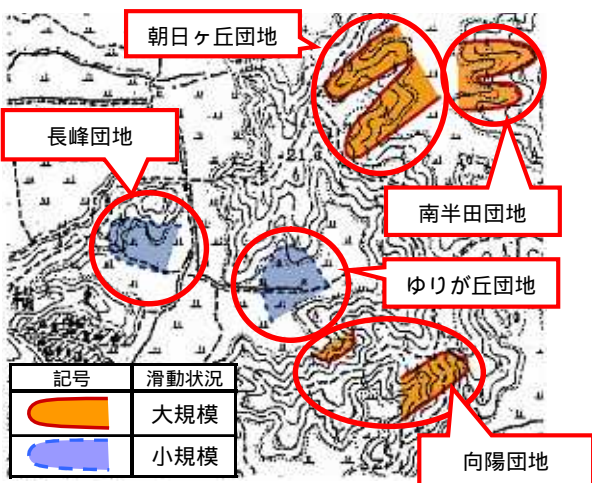 朝日ヶ丘団地
長峰団地
南半田団地
ゆりが丘団地
向陽団地
記号 滑動状況
大規模
小規模